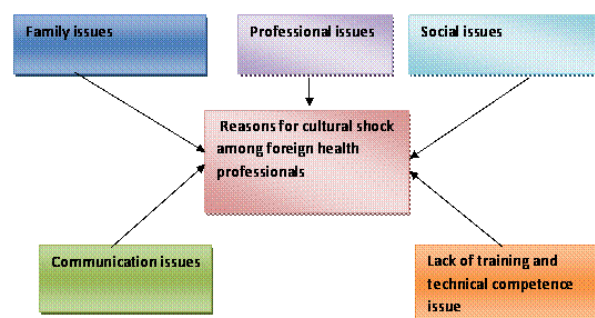 Family issues
Professional issues
Social issues
Reasons for cultural shock
among foreign health
professionals
Communication issues
Lack of training and
technical competence
issue